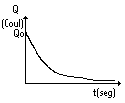 Q
(Coul)
Qo
t(seg)